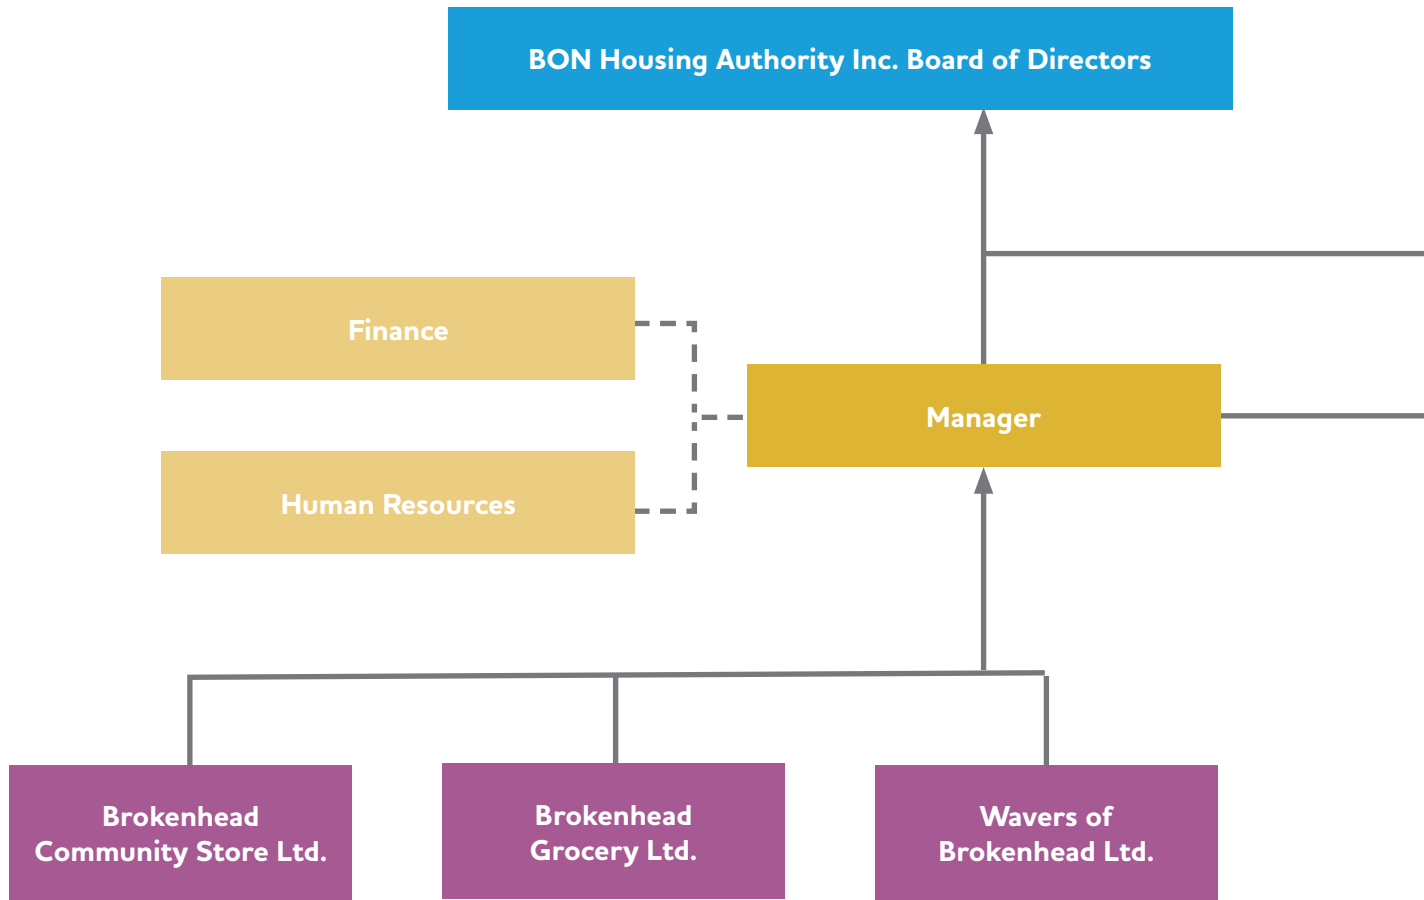 BON Housing Authority Inc. Board of Directors
Finance
Manager
Human Resources
Brokenhead
Community Store Ltd.
Brokenhead
Grocery Ltd.
Wavers of
Brokenhead Ltd.